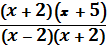 (x + 2)(x + 5)
(x − 2)(x + 2)